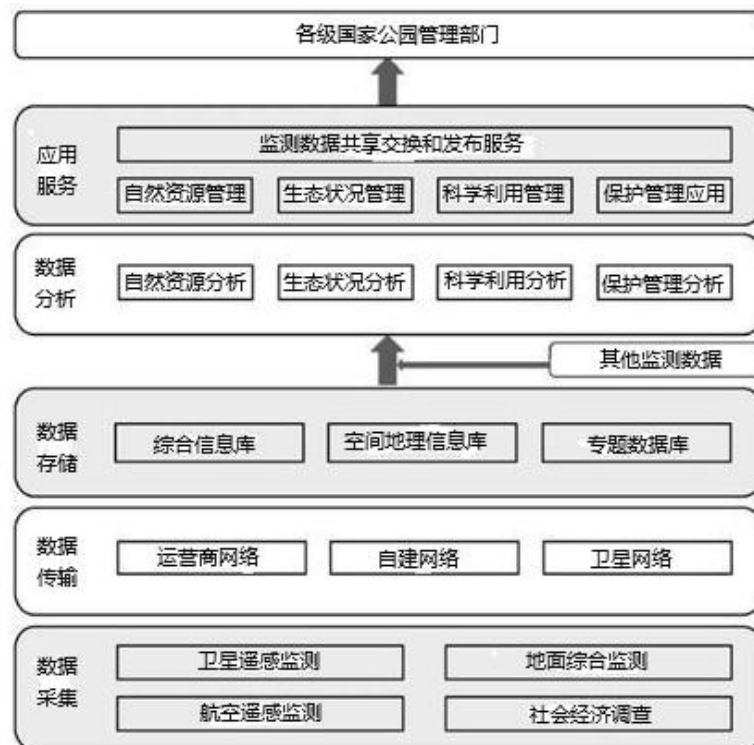 各级国家公园管理部门
应用
服务
监测数据共享交换和发布服务
自然资源管理 生态状况管理 科学利用管理 保护管理应用
数据
分析
自然资源分析 生态状况分析 科学利用分析 保护管理分析
其他监测数据
数据
存储
综合信息库 空间地理信息库 专题数据库
数据
传输
运营商网络 自建网络 卫星网络
数据
采集
卫星遥感监测 地面综合监测
航空遥感监测 社会经济调查